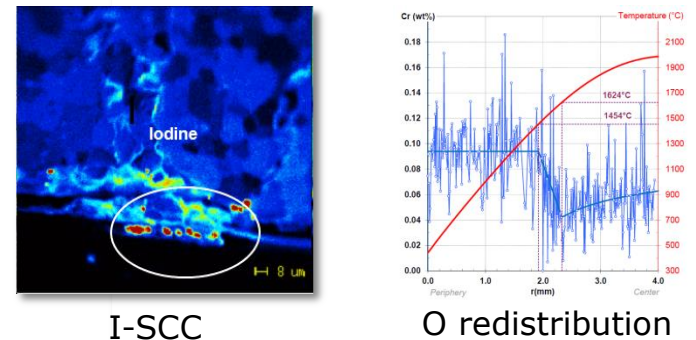 Iodine
8 um
I-SCC
Cr (wt%)
Temperature (°C)
0.18
0.16
0.14
0.12
0.10
0.08
0.06
0.04
0.02
0.00
2100
1900
1700
1500
1300
1100
900
700
500
300
1624°C
1454°C
0.0
1.0
2.0
3.0
4.0
Periphery
r(mm)
Center
O redistribution